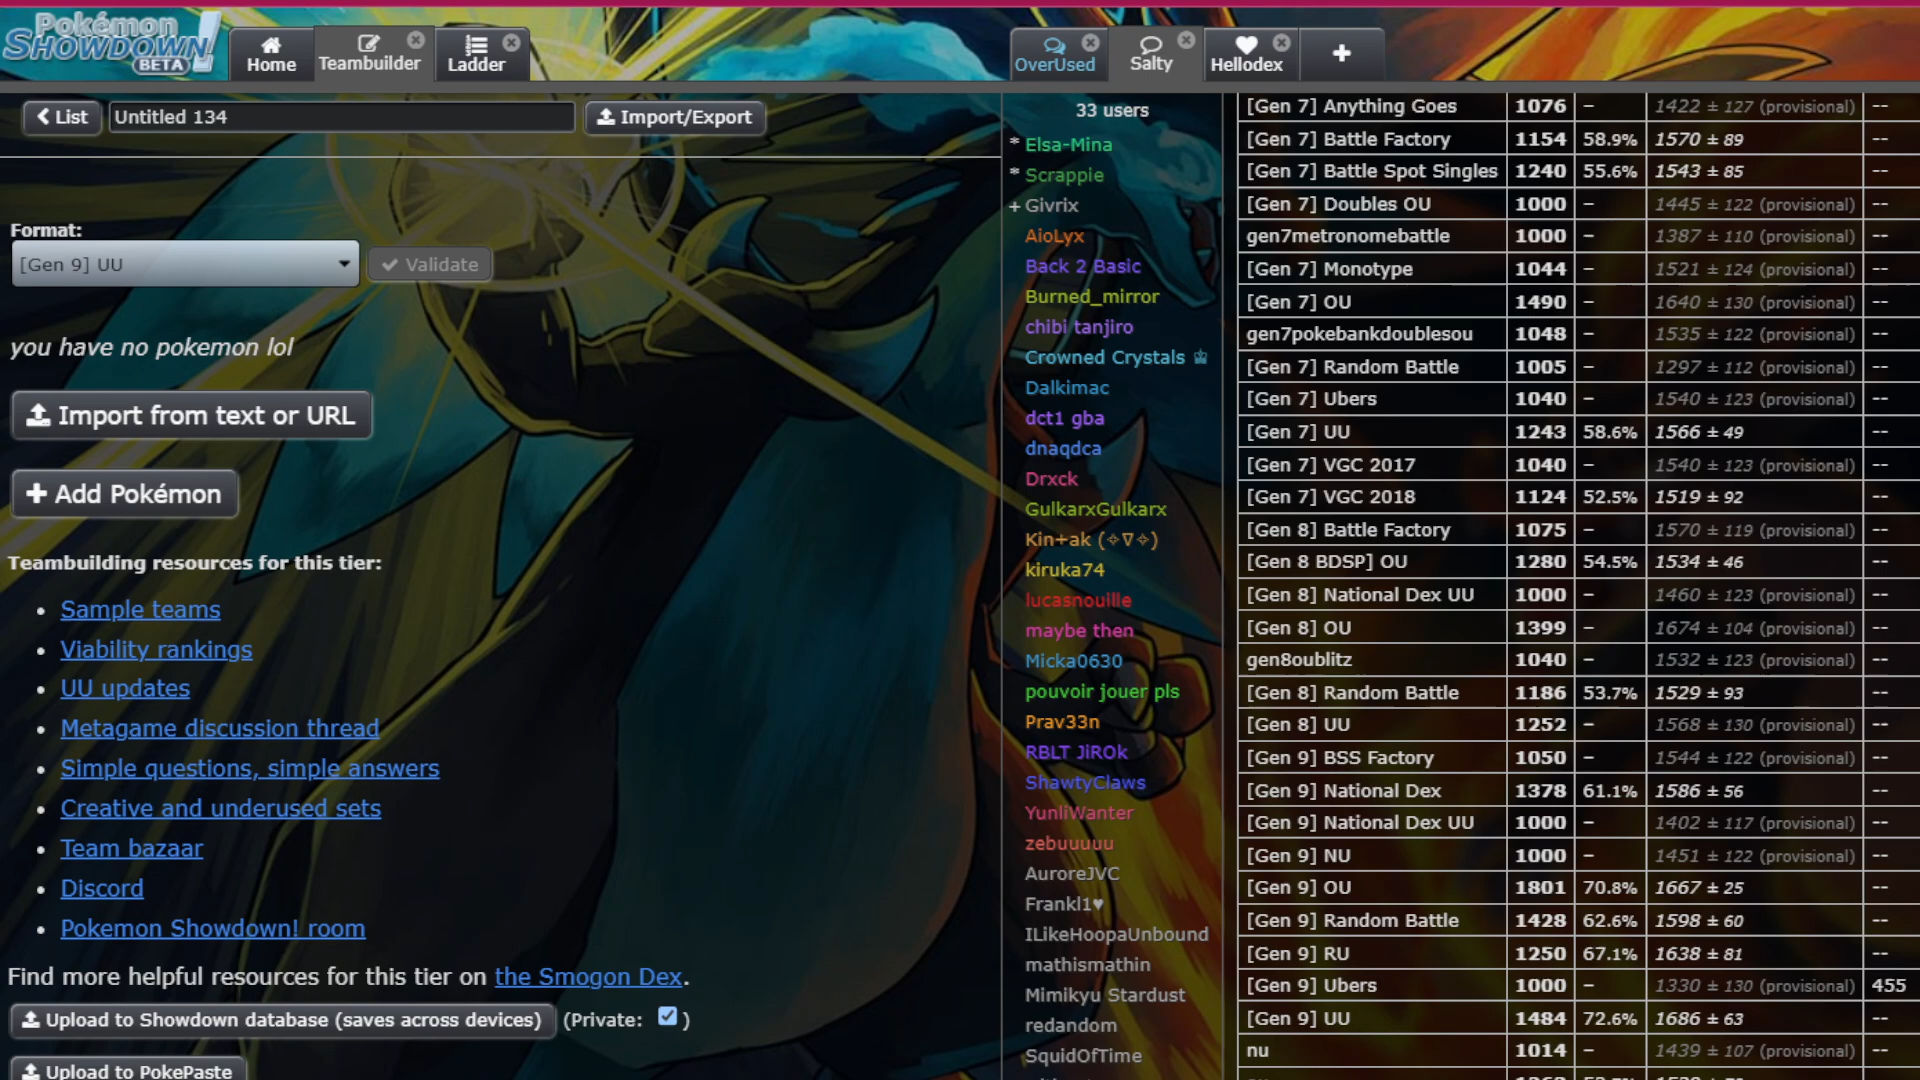 Pokémon
SHOWDOWN!
BETA
Home
Teambuilder
Ladder
OverUsed
Salty
Hellodex
List
Untitled 134
Import/Export
Format:
[Gen 9] UU
Validate
you have no pokemon lol
Import from text or URL
Add Pokémon
Teambuilding resources for this tier:
• Sample teams
• Viability rankings
• UU updates
• Metagame discussion thread
• Simple questions, simple answers
• Creative and underused sets
• Team bazaar
• Discord
• Pokemon Showdown! room
Find more helpful resources for this tier on the Smogon Dex.
Upload to Showdown database (saves across devices) (Private: )
Upload to PokePaste
33 users
* Elsa-Mina
* Scrappie
+ Givrix
AioLyx
Back 2 Basic
Burned_mirror
chibi tanjiro
Crowned Crystals ♔
Dalkimac
dct1 gba
dnaqdca
Drxck
GulkarxGulkarx
Kin+ak (✧∇✧)
kiruka74
lucasnouille
maybe then
Micka0630
pouvoir jouer pls
Prav33n
RBLT JiROk
ShawtyClaws
YunliWanter
zebuuuuu
AuroreJVC
Frankl1♥
ILikeHoopaUnbound
mathismathin
Mimikyu Stardust
redandom
SquidOfTime
[Gen 7] Anything Goes 1076 – 1422 ± 127 (provisional) --
[Gen 7] Battle Factory 1154 58.9% 1570 ± 89 --
[Gen 7] Battle Spot Singles 1240 55.6% 1543 ± 85 --
[Gen 7] Doubles OU 1000 – 1445 ± 122 (provisional) --
gen7metronomebattle 1000 – 1387 ± 110 (provisional) --
[Gen 7] Monotype 1044 – 1521 ± 124 (provisional) --
[Gen 7] OU 1490 – 1640 ± 130 (provisional) --
gen7pokebankdoublesou 1048 – 1535 ± 122 (provisional) --
[Gen 7] Random Battle 1005 – 1297 ± 112 (provisional) --
[Gen 7] Ubers 1040 – 1540 ± 123 (provisional) --
[Gen 7] UU 1243 58.6% 1566 ± 49 --
[Gen 7] VGC 2017 1040 – 1540 ± 123 (provisional) --
[Gen 7] VGC 2018 1124 52.5% 1519 ± 92 --
[Gen 8] Battle Factory 1075 – 1570 ± 119 (provisional) --
[Gen 8 BDSP] OU 1280 54.5% 1534 ± 46 --
[Gen 8] National Dex UU 1000 – 1460 ± 123 (provisional) --
[Gen 8] OU 1399 – 1674 ± 104 (provisional) --
gen8oublitz 1040 – 1532 ± 123 (provisional) --
[Gen 8] Random Battle 1186 53.7% 1529 ± 93 --
[Gen 8] UU 1252 – 1568 ± 130 (provisional) --
[Gen 9] BSS Factory 1050 – 1544 ± 122 (provisional) --
[Gen 9] National Dex 1378 61.1% 1586 ± 56 --
[Gen 9] National Dex UU 1000 – 1402 ± 117 (provisional) --
[Gen 9] NU 1000 – 1451 ± 122 (provisional) --
[Gen 9] OU 1801 70.8% 1667 ± 25 --
[Gen 9] Random Battle 1428 62.6% 1598 ± 60 --
[Gen 9] RU 1250 67.1% 1638 ± 81 --
[Gen 9] Ubers 1000 – 1330 ± 130 (provisional) 455
[Gen 9] UU 1484 72.6% 1686 ± 63 --
nu 1014 – 1439 ± 107 (provisional) --